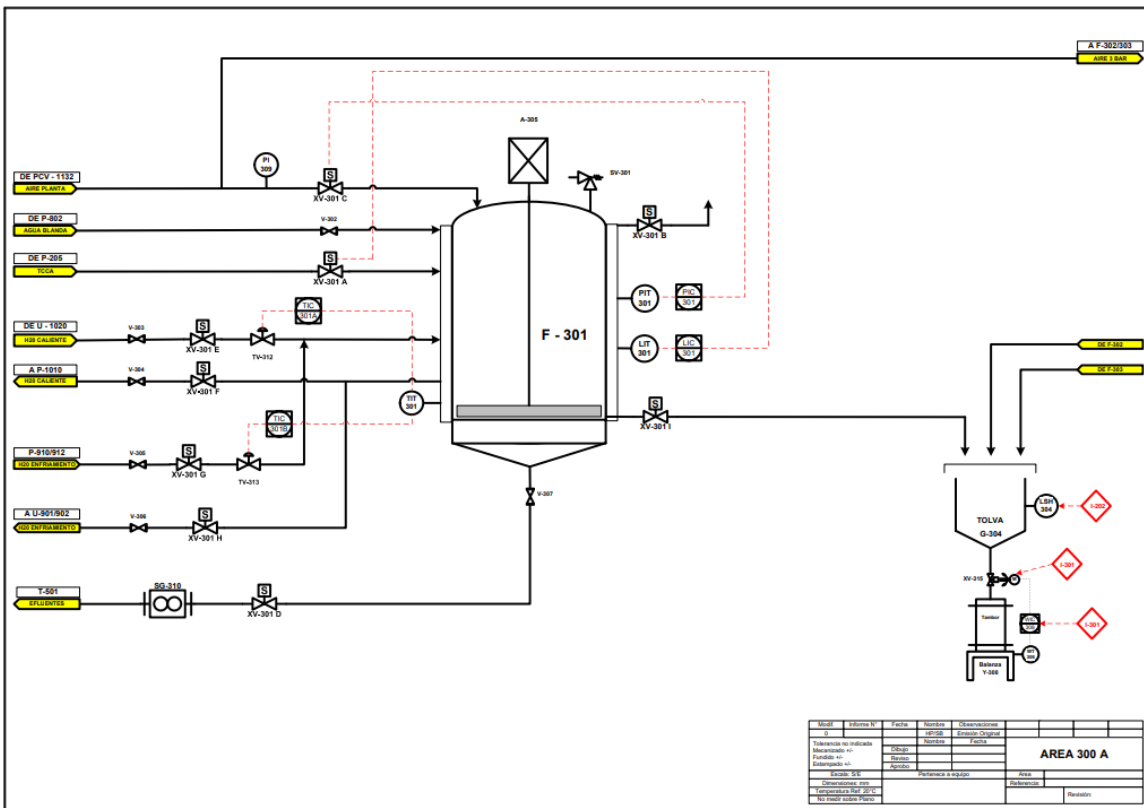 A F-302/303
AIRE 3 BAR
A-305
PI
309
S
XV-301 C
SV-301
DE PCV - 1132
AIRE PLANTA
DE P-802
AGUA BLANDA
V-302
S
XV-301 B
DE P-205
TCCA
S
XV-301 A
PIT
301
PIC
301
TIC
301A
DE U - 1020
H20 CALIENTE
V-303
S
XV-301 E
TV-312
F - 301
LIT
301
LIC
301
DE F-302
DE F-303
A P-1010
H20 CALIENTE
V-304
S
XV-301 F
TIT
301
TIC
301B
S
XV-301 I
P-910/912
H20 ENFRIAMIENTO
V-305
S
XV-301 G
TV-313
V-307
A U-901/902
H20 ENFRIAMIENTO
V-306
S
XV-301 H
TOLVA
G-304
LSH
304
I-202
T-501
EFLUENTES
SG-310
S
XV-301 D
XV-315
M
I-301
Tambor
WIC
I-301
Balanza
Y-306
WT
Modif. Informe N° Fecha Nombre Observaciones
0 HP/SB Emisión Original
Tolerancia no indicada Nombre Fecha
Mecanizado +/- Dibujo
Fundido +/- Reviso
Estampado +/- Aprobo
AREA 300 A
Escala: S/E Pertenece a equipo Area
Dimensiones: mm Referencia:
Temperatura Ref. 20°C
No medir sobre Plano Revisión: